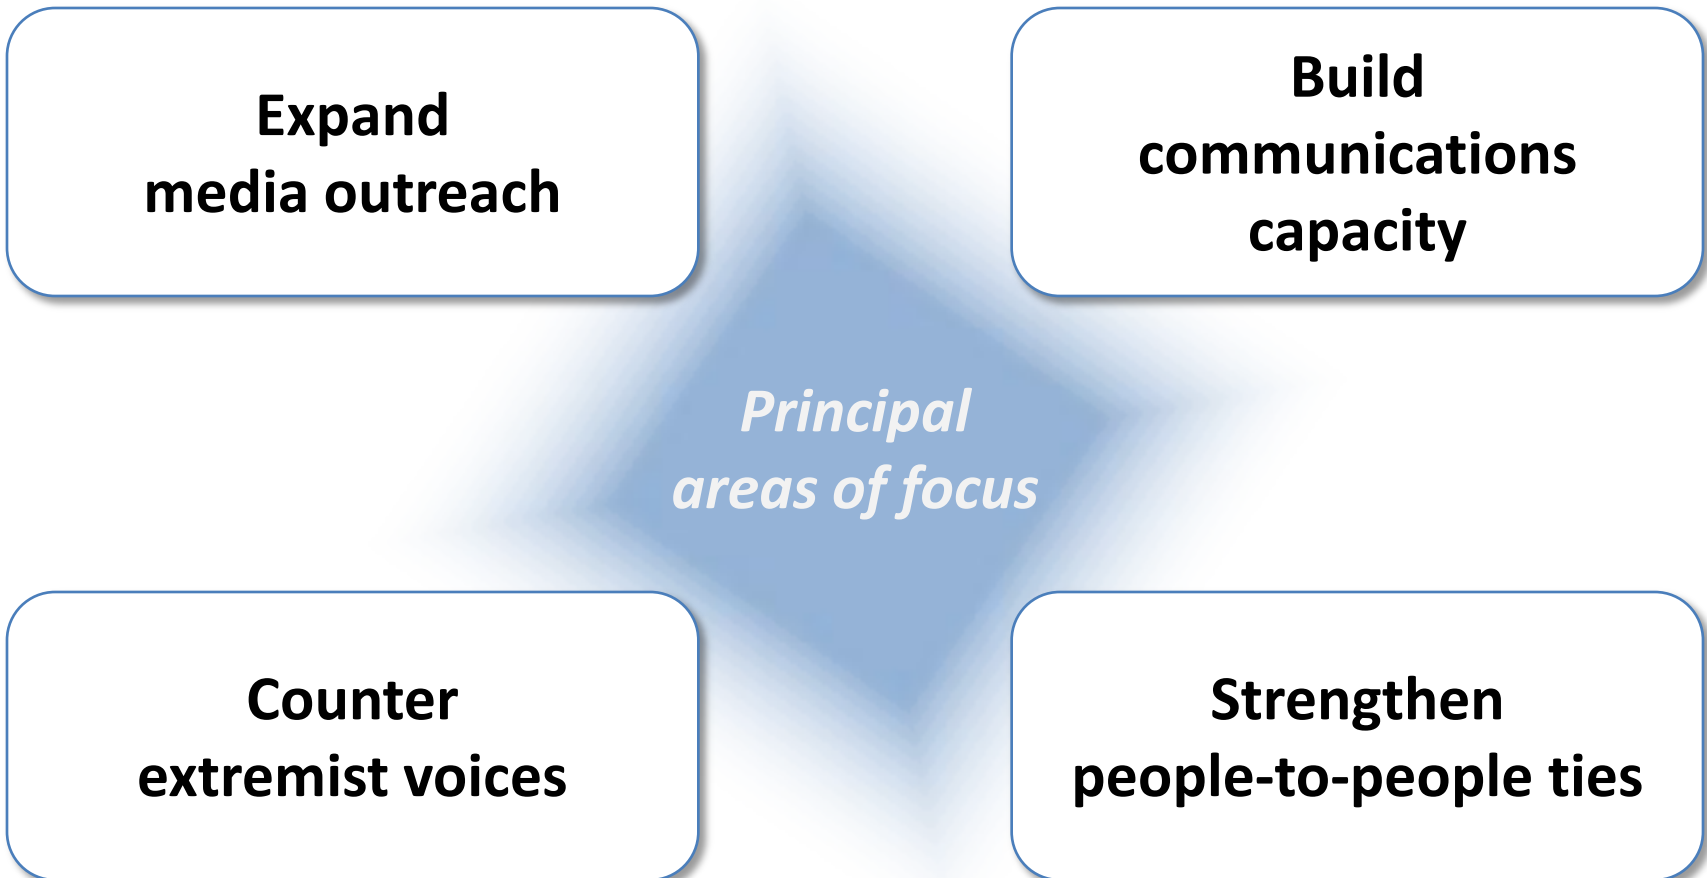 Expand
media outreach
Build
communications
capacity
Principal
areas of focus
Counter
extremist voices
Strengthen
people-to-people ties